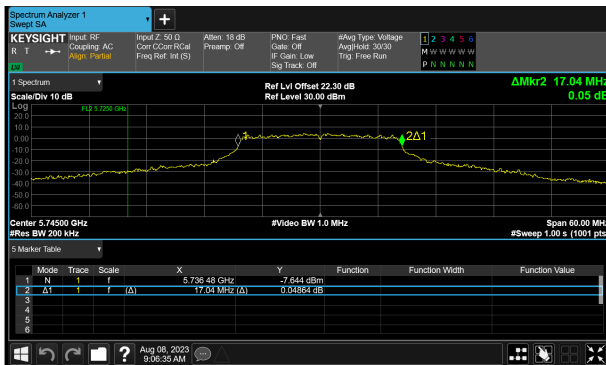 Spectrum Analyzer 1
Swept SA
KEYSIGHT
R T
LXI
Input: RF
Coupling: AC
Align: Partial
Input Z: 50 Ω
Corr CCorr RCal
Freq Ref: Int (S)
Atten: 18 dB
Preamp: Off
PNO: Fast
Gate: Off
IF Gain: Low
Sig Track: Off
#Avg Type: Voltage
Avg|Hold: 30/30
Trig: Free Run
1 2 3 4 5 6
M W W W W W
P N N N N N
1 Spectrum
Scale/Div 10 dB
Ref Lvl Offset 22.30 dB
Ref Level 30.00 dBm
ΔMkr2 17.04 MHz
0.05 dB
Log
FL2 5.7250 GHz
20.0
10.0
0.00
-10.0
-20.0
-30.0
-40.0
-50.0
-60.0
1
2Δ1
Center 5.74500 GHz
#Res BW 200 kHz
#Video BW 1.0 MHz
Span 60.00 MHz
#Sweep 1.00 s (1001 pts
5 Marker Table
Mode Trace Scale X Y Function Function Width Function Value
1 N 1 f 5.736 48 GHz -7.644 dBm
2 Δ1 1 f (Δ) 17.04 MHz (Δ) 0.04864 dB
3
4
5
6
?
Aug 08, 2023
9:06:35 AM